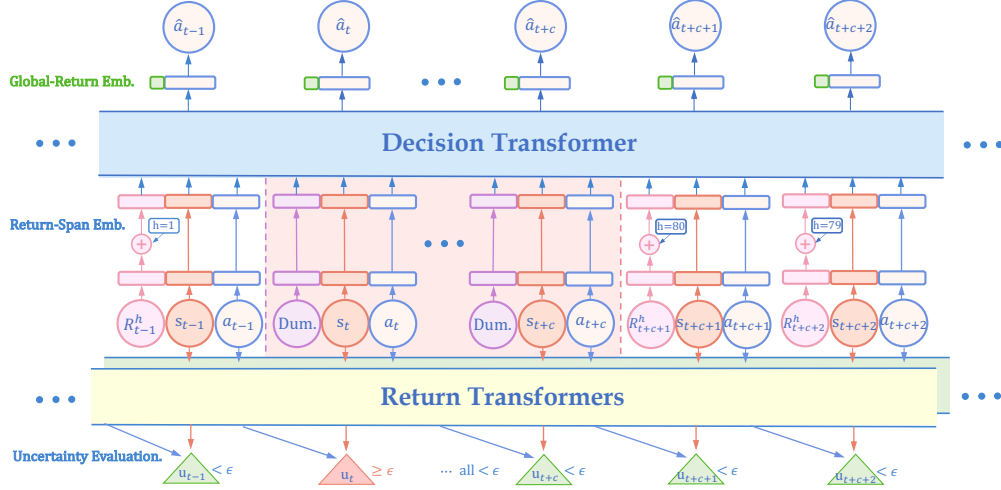 â_{t−1} â_t â_{t+c} â_{t+c+1} â_{t+c+2}
Global-Return Emb.
Decision Transformer
Return-Span Emb.
h=1 h=80 h=79
+ + +
R^h_{t−1} s_{t−1} a_{t−1} Dum. s_t a_t Dum. s_{t+c} a_{t+c} R^h_{t+c+1} s_{t+c+1} a_{t+c+1} R^h_{t+c+2} s_{t+c+2} a_{t+c+2}
Return Transformers
Uncertainty Evaluation.
u_{t−1} < ϵ u_t ≥ ϵ ... all < ϵ u_{t+c} < ϵ u_{t+c+1} < ϵ u_{t+c+2} < ϵ